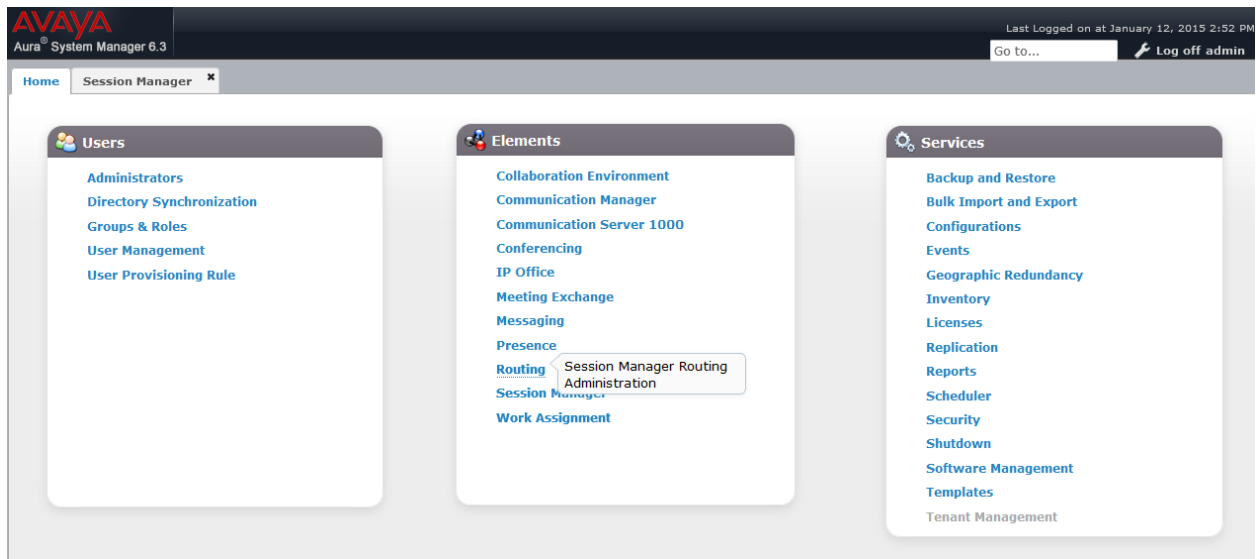 AVAYA
Aura® System Manager 6.3
Last Logged on at January 12, 2015 2:52 PM
Go to...
Log off admin
Home
Session Manager
Users
Administrators
Directory Synchronization
Groups & Roles
User Management
User Provisioning Rule
Elements
Collaboration Environment
Communication Manager
Communication Server 1000
Conferencing
IP Office
Meeting Exchange
Messaging
Presence
Routing
Session Manager Routing
Administration
Session Manager
Work Assignment
Services
Backup and Restore
Bulk Import and Export
Configurations
Events
Geographic Redundancy
Inventory
Licenses
Replication
Reports
Scheduler
Security
Shutdown
Software Management
Templates
Tenant Management